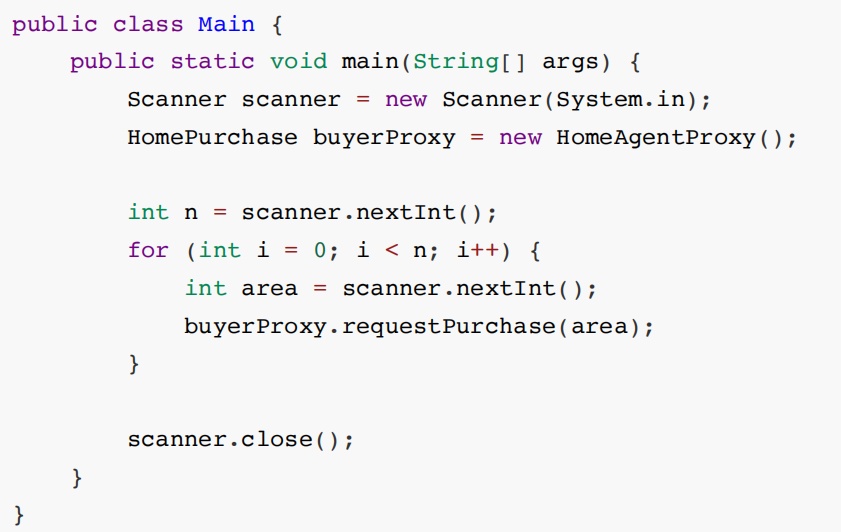 public class Main {
    public static void main(String[] args) {
        Scanner scanner = new Scanner(System.in);
        HomePurchase buyerProxy = new HomeAgentProxy();

        int n = scanner.nextInt();
        for (int i = 0; i < n; i++) {
            int area = scanner.nextInt();
            buyerProxy.requestPurchase(area);
        }

        scanner.close();
    }
}